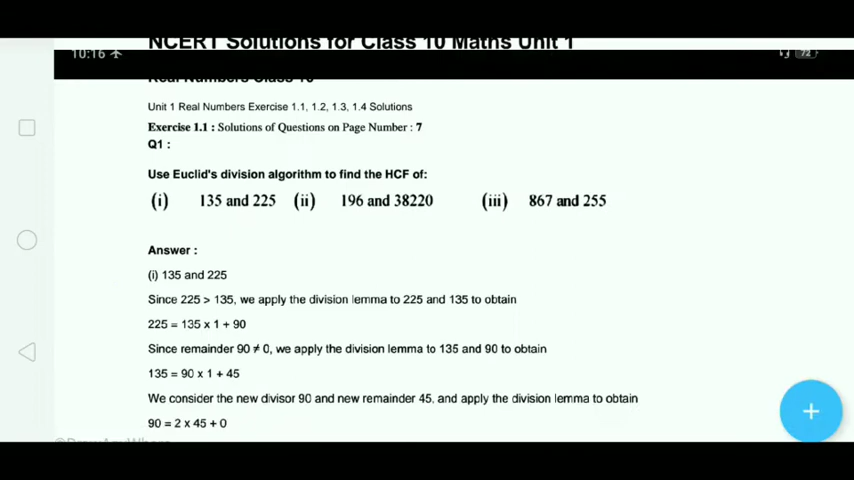 NCERT Solutions for Class 10 Maths Unit 1
10:16
72
Real Numbers Class 10
Unit 1 Real Numbers Exercise 1.1, 1.2, 1.3, 1.4 Solutions
Exercise 1.1 : Solutions of Questions on Page Number : 7
Q1 :
Use Euclid's division algorithm to find the HCF of:
(i) 135 and 225 (ii) 196 and 38220 (iii) 867 and 255
Answer :
(i) 135 and 225
Since 225 > 135, we apply the division lemma to 225 and 135 to obtain
225 = 135 x 1 + 90
Since remainder 90 ≠ 0, we apply the division lemma to 135 and 90 to obtain
135 = 90 x 1 + 45
We consider the new divisor 90 and new remainder 45, and apply the division lemma to obtain
90 = 2 x 45 + 0